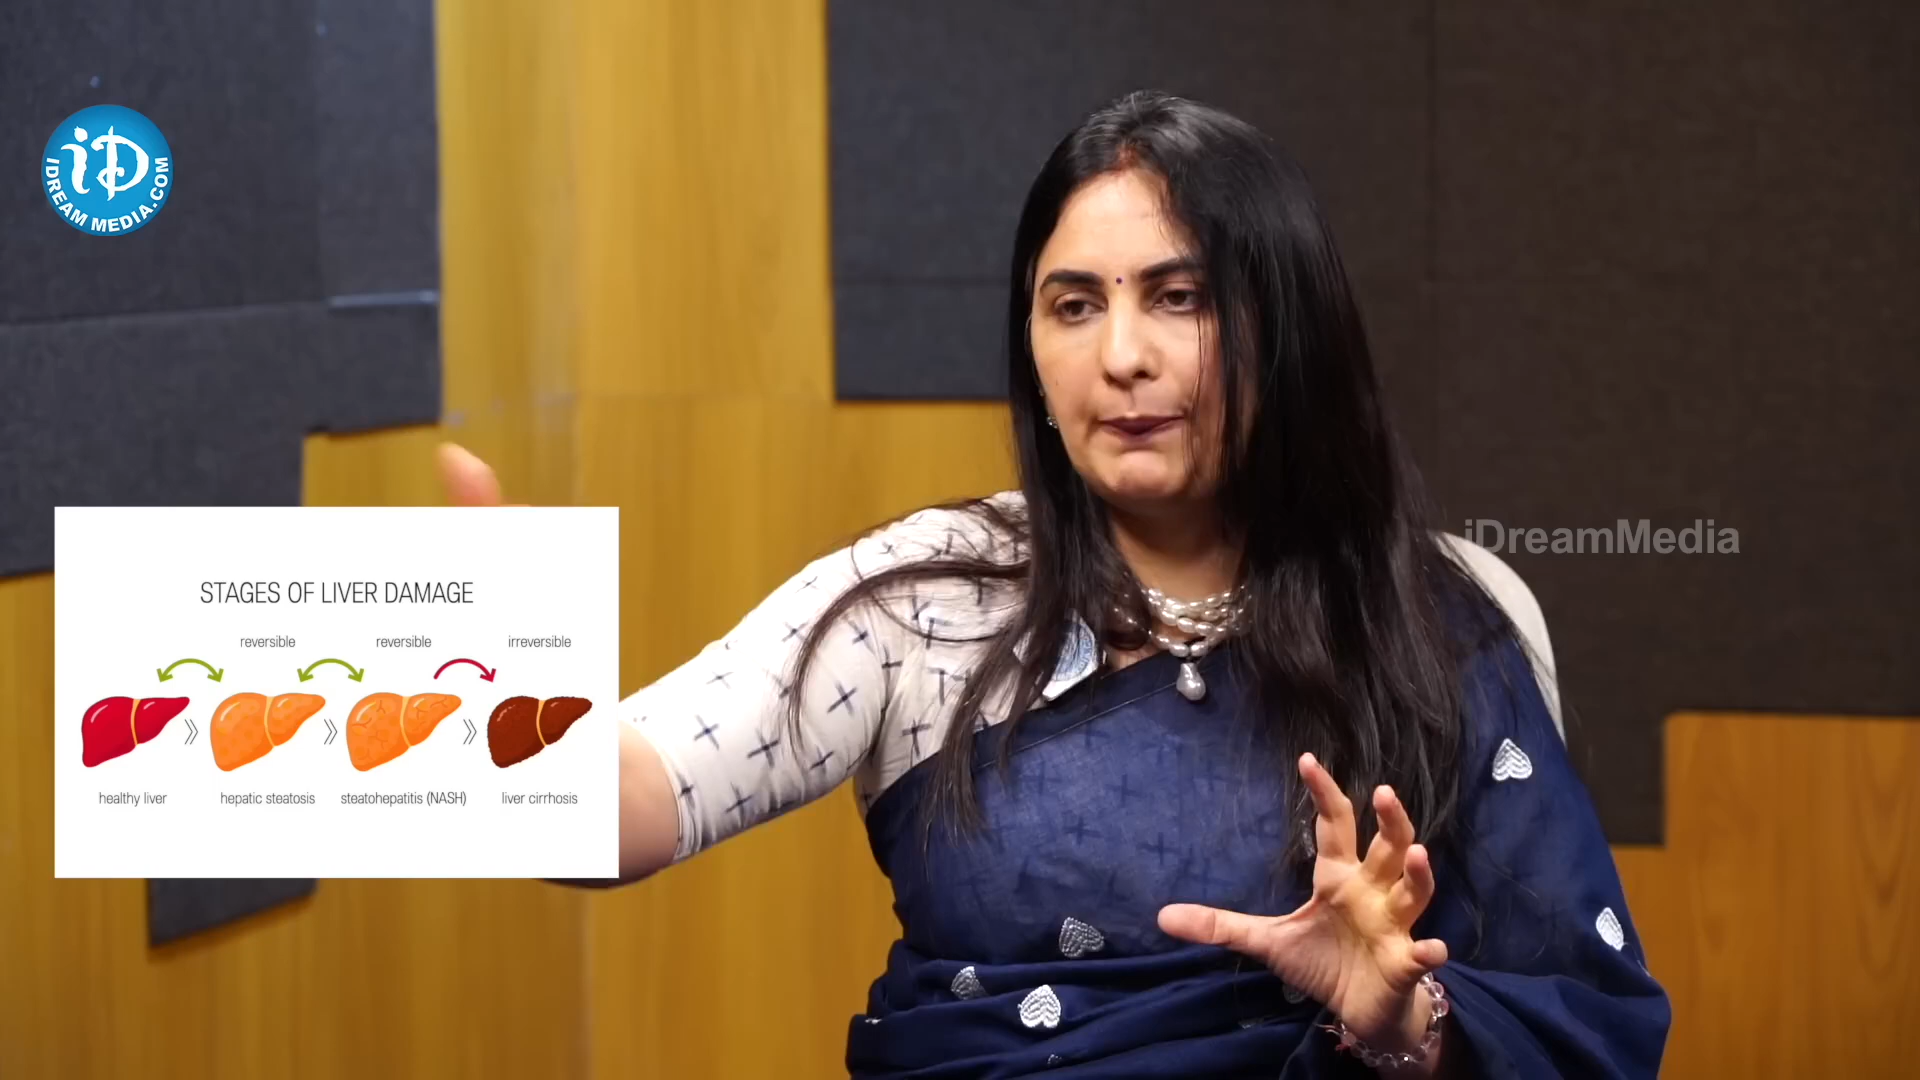 iD
IDREAM MEDIA.COM
iDreamMedia
STAGES OF LIVER DAMAGE
reversible
reversible
irreversible
healthy liver
hepatic steatosis
steatohepatitis (NASH)
liver cirrhosis